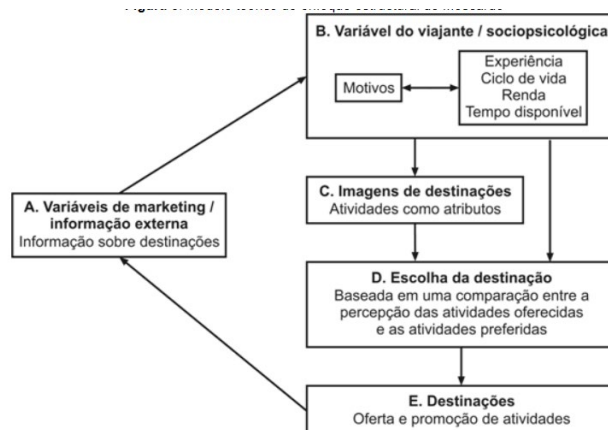 B. Variável do viajante / sociopsicológica
Motivos
Experiência
Ciclo de vida
Renda
Tempo disponível
C. Imagens de destinações
Atividades como atributos
A. Variáveis de marketing /
informação externa
Informação sobre destinações
D. Escolha da destinação
Baseada em uma comparação entre a
percepção das atividades oferecidas
e as atividades preferidas
E. Destinações
Oferta e promoção de atividades